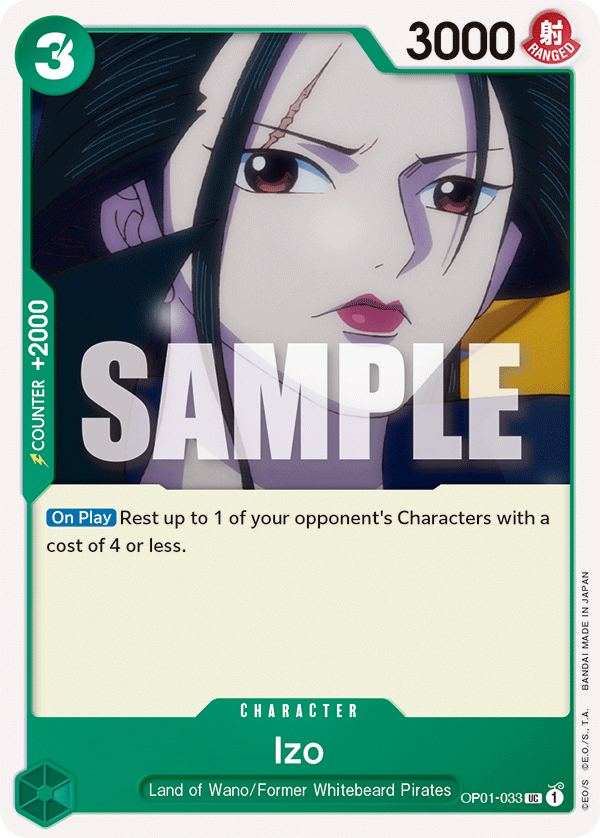 3
3000
射
RANGED
COUNTER +2000
SAMPLE
On Play Rest up to 1 of your opponent's Characters with a
cost of 4 or less.
CHARACTER
Izo
Land of Wano/Former Whitebeard Pirates
OP01-033 UC 1
©E.O/S ©E.O./S., T.A. BANDAI MADE IN JAPAN